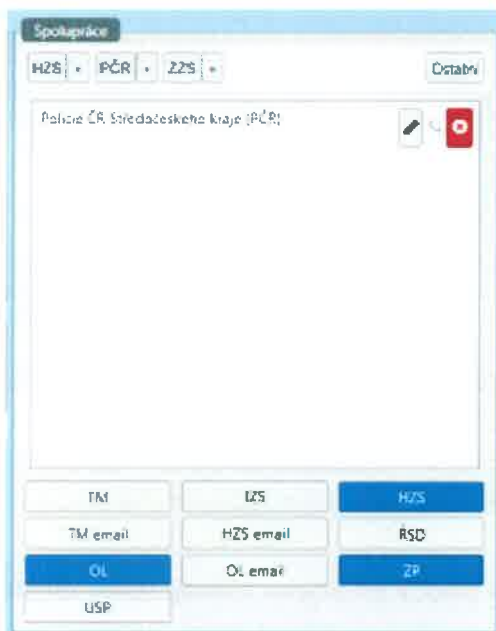 Spolupráce
HZS PČR ZZS Ostatní
Policie ČR Středočeského kraje (PČR)
TM IZS HZS
TM email HZS email ŘSD
OL OL email ZP
USP